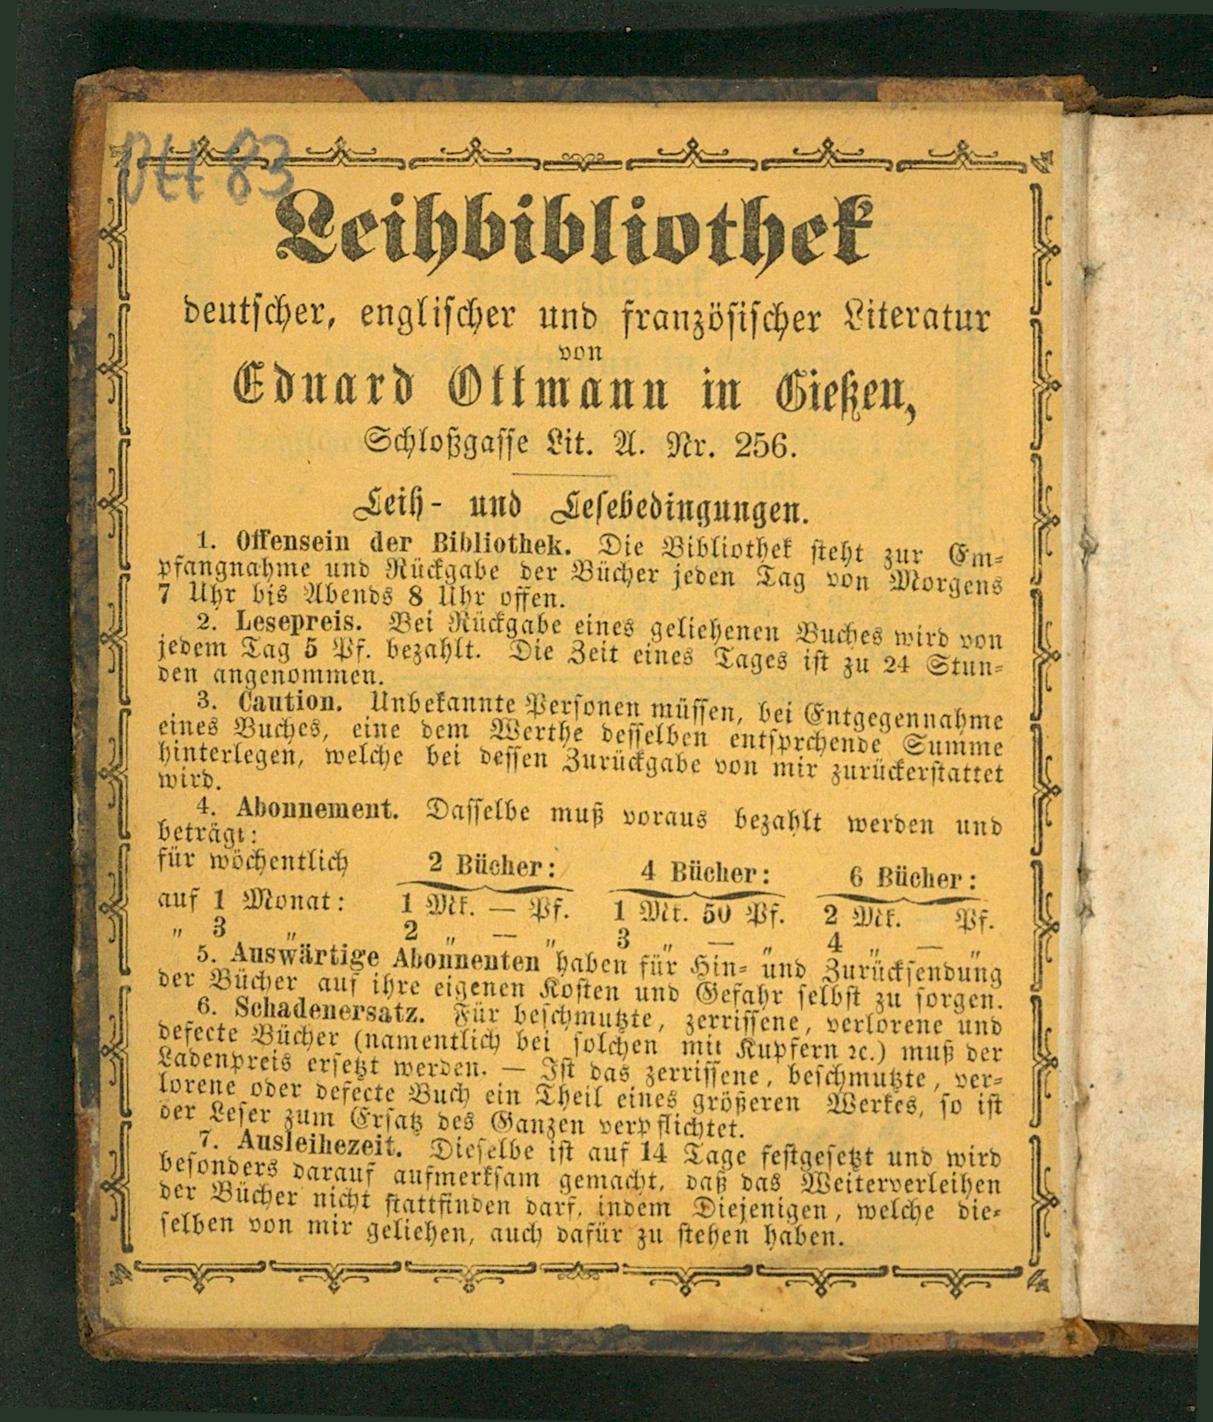 Leihbibliothek
deutscher, englischer und französischer Literatur
von
Eduard Ottmann in Gießen,
Schloßgasse Lit. A. Nr. 256.
Leih- und Lesebedingungen.
1. Offensein der Bibliothek. Die Bibliothek steht zur Em-
pfangnahme und Rückgabe der Bücher jeden Tag von Morgens
7 Uhr bis Abends 8 Uhr offen.
2. Lesepreis. Bei Rückgabe eines geliehenen Buches wird von
jedem Tag 5 Pf. bezahlt. Die Zeit eines Tages ist zu 24 Stun-
den angenommen.
3. Caution. Unbekannte Personen müssen, bei Entgegennahme
eines Buches, eine dem Werthe desselben entsprchende Summe
hinterlegen, welche bei dessen Zurückgabe von mir zurückerstattet
wird.
4. Abonnement. Dasselbe muß voraus bezahlt werden und
beträgt:
für wöchentlich 2 Bücher: 4 Bücher: 6 Bücher:
auf 1 Monat: 1 Mk. — Pf. 1 Mk. 50 Pf. 2 Mk. Pf.
„ 3 „ 2 „ — „ 3 „ — „ 4 „ — „
5. Auswärtige Abonnenten haben für Hin- und Zurücksendung
der Bücher auf ihre eigenen Kosten und Gefahr selbst zu sorgen.
6. Schadenersatz. Für beschmutzte, zerrissene, verlorene und
defecte Bücher (namentlich bei solchen mit Kupfern ꝛc.) muß der
Ladenpreis ersetzt werden. — Ist das zerrissene, beschmutzte, ver-
lorene oder defecte Buch ein Theil eines größeren Werkes, so ist
der Leser zum Ersatz des Ganzen verpflichtet.
7. Ausleihezeit. Dieselbe ist auf 14 Tage festgesetzt und wird
besonders darauf aufmerksam gemacht, daß das Weiterverleihen
der Bücher nicht stattfinden darf, indem Diejenigen, welche die-
selben von mir geliehen, auch dafür zu stehen haben.